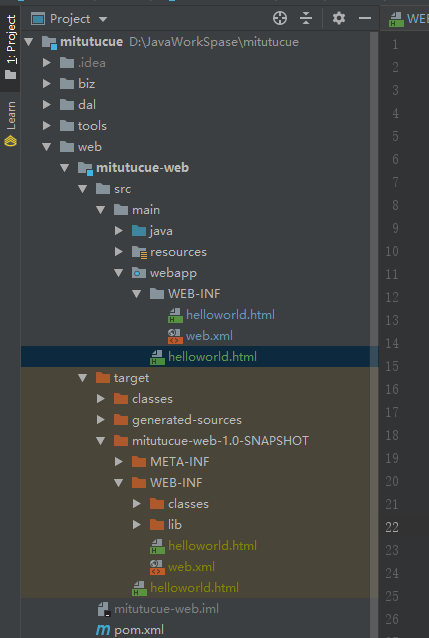 Project
WEB
1: Project
Learn
mitutucue D:\JavaWorkSpase\mitutucue
.idea
biz
dal
tools
web
mitutucue-web
src
main
java
resources
webapp
WEB-INF
helloworld.html
web.xml
helloworld.html
target
classes
generated-sources
mitutucue-web-1.0-SNAPSHOT
META-INF
WEB-INF
classes
lib
helloworld.html
web.xml
helloworld.html
mitutucue-web.iml
pom.xml
1
2
3
4
5
6
7
8
9
10
11
12
13
14
15
16
17
18
19
20
21
22
23
24
25
26